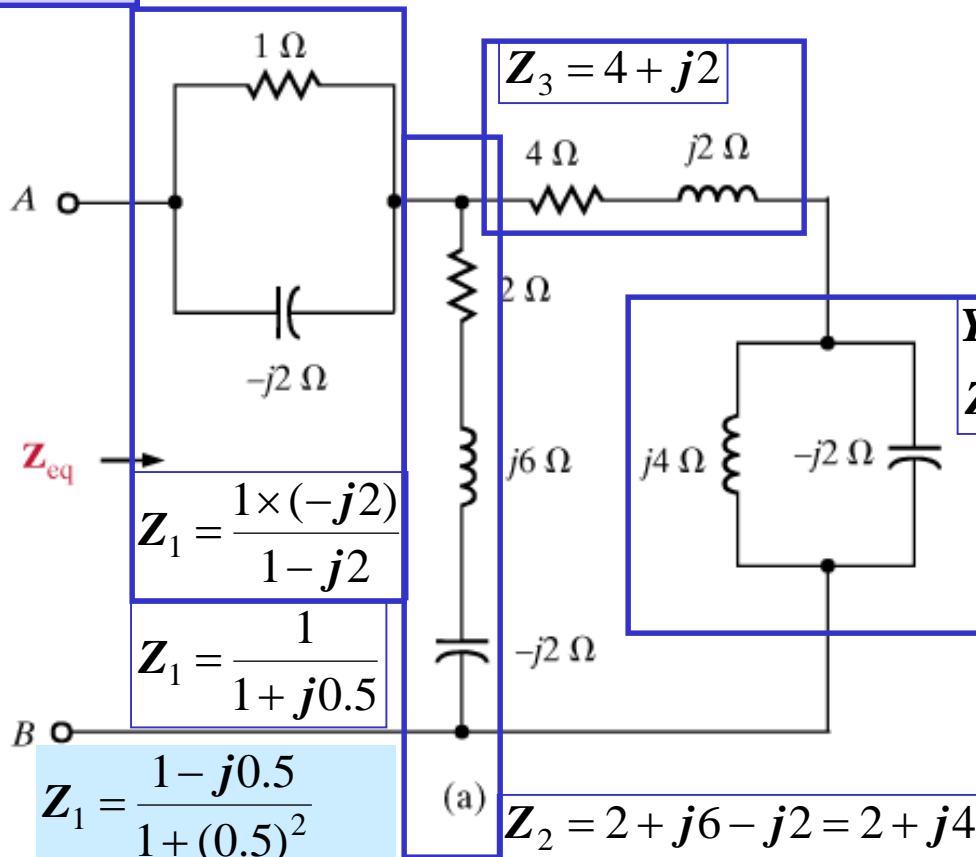 1 Ω
Z₃ = 4 + j2
4 Ω
j2 Ω
A
2 Ω
–j2 Ω
Y
Z
Z_eq
j6 Ω
j4 Ω
–j2 Ω
Z₁ = 1×(−j2) / 1− j2
Z₁ = 1 / 1+ j0.5
–j2 Ω
B
Z₁ = 1− j0.5 / 1+ (0.5)²
(a)
Z₂ = 2 + j6 − j2 = 2 + j4